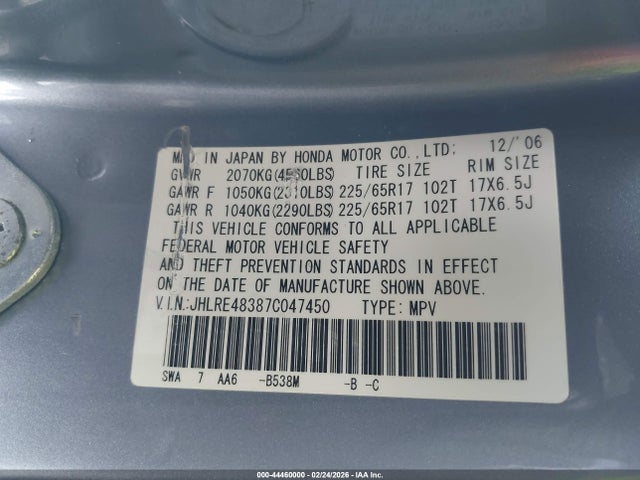 MFD. IN JAPAN BY HONDA MOTOR CO.,LTD; 12/'06
GVWR 2070KG( LBS) TIRE SIZE RIM SIZE
GAWR F 1050KG( LBS) 225/65R17 102T 17X6.5J
GAWR R 1040KG(2290LBS) 225/65R17 102T 17X6.5J
THIS VEHICLE CONFORMS TO ALL APPLICABLE
FEDERAL MOTOR VEHICLE SAFETY
AND THEFT PREVENTION STANDARDS IN EFFECT
ON THE DATE OF MANUFACTURE SHOWN ABOVE.
V.I.N.:JHLRE48387C047450 TYPE: MPV
SWA 7 AA6 -B538M -B -C
000-44460000 - 02/24/2026 - IAA Inc.